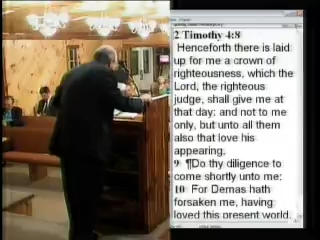 2 Timothy 4:8
Henceforth there is laid
up for me a crown of
righteousness, which the
Lord, the righteous
judge, shall give me at
that day: and not to me
only, but unto all them
also that love his
appearing.
9 ¶Do thy diligence to
come shortly unto me:
10 For Demas hath
forsaken me, having
loved this present world,